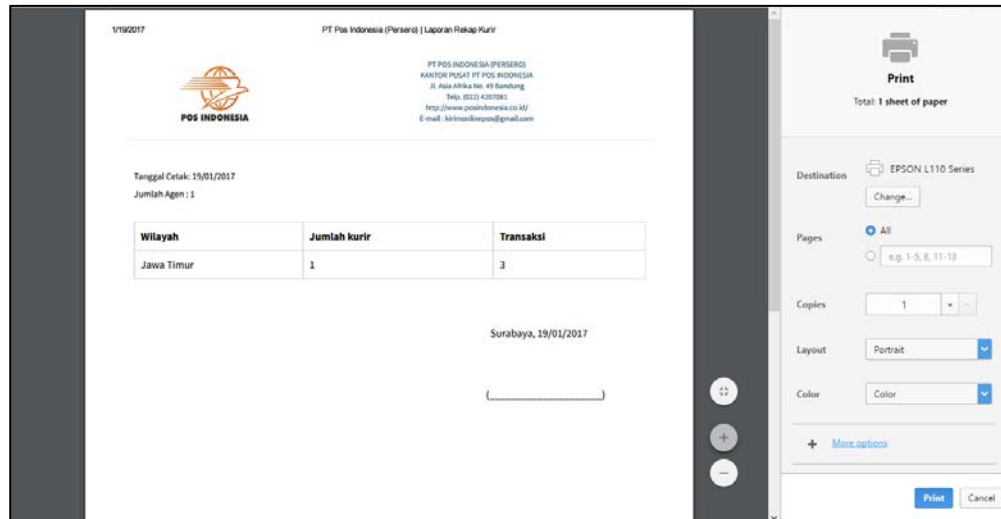 1/19/2017 PT Pos Indonesia (Persero) | Laporan Rekap Kurir
POS INDONESIA
PT POS INDONESIA (PERSERO)
KANTOR PUSAT PT POS INDONESIA
Jl. Asia Afrika No. 49 Bandung
Telp. (022) 4207081
http://www.posindonesia.co.id/
E-mail : kirimonlinepos@gmail.com
Tanggal Cetak: 19/01/2017
Jumlah Agen : 1
Wilayah Jumlah kurir Transaksi
Jawa Timur 1 3
Surabaya, 19/01/2017
(____________________)
Print
Total: 1 sheet of paper
Destination EPSON L110 Series
Change...
Pages All
e.g. 1-5, 8, 11-13
Copies 1 + -
Layout Portrait
Color Color
+ More options
Print Cancel